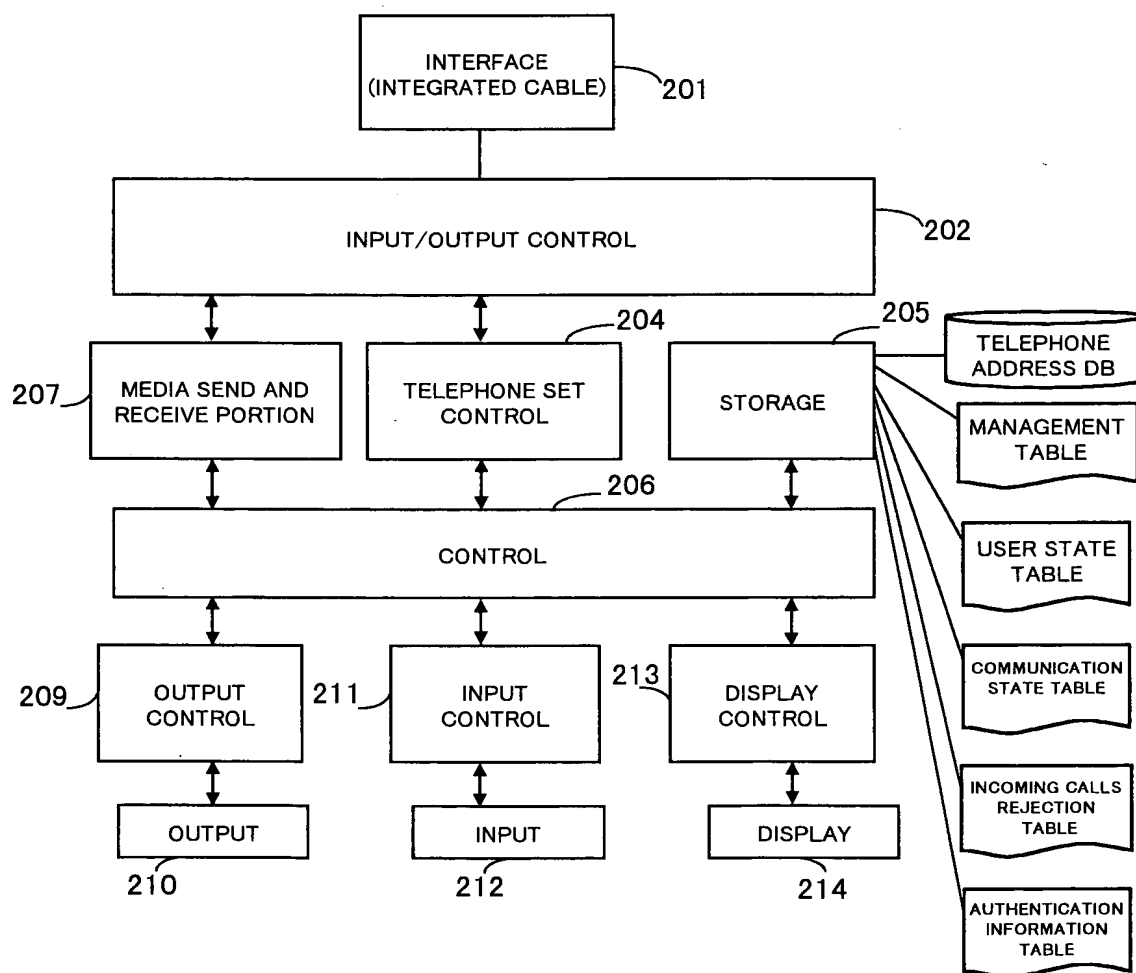 INTERFACE
(INTEGRATED CABLE)
201
INPUT/OUTPUT CONTROL
202
204
205
207
MEDIA SEND AND
RECEIVE PORTION
TELEPHONE SET
CONTROL
STORAGE
TELEPHONE
ADDRESS DB
MANAGEMENT
TABLE
206
CONTROL
USER STATE
TABLE
209
OUTPUT
CONTROL
211
INPUT
CONTROL
213
DISPLAY
CONTROL
COMMUNICATION
STATE TABLE
OUTPUT
210
INPUT
212
DISPLAY
214
INCOMING CALLS
REJECTION
TABLE
AUTHENTICATION
INFORMATION
TABLE